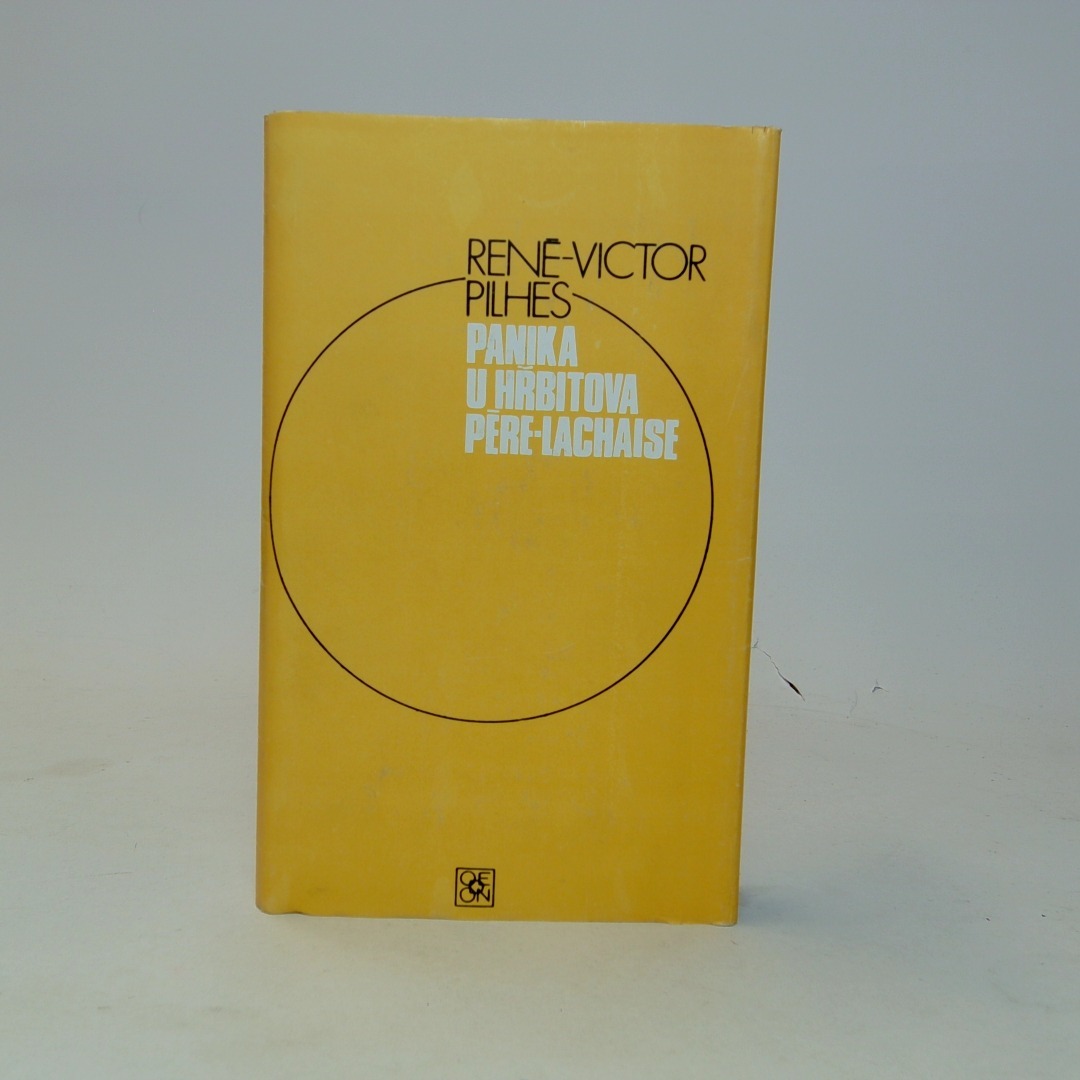 RENÉ-VICTOR
PILHES
PANIKA
U HŘBITOVA
PÈRE-LACHAISE
ODEON